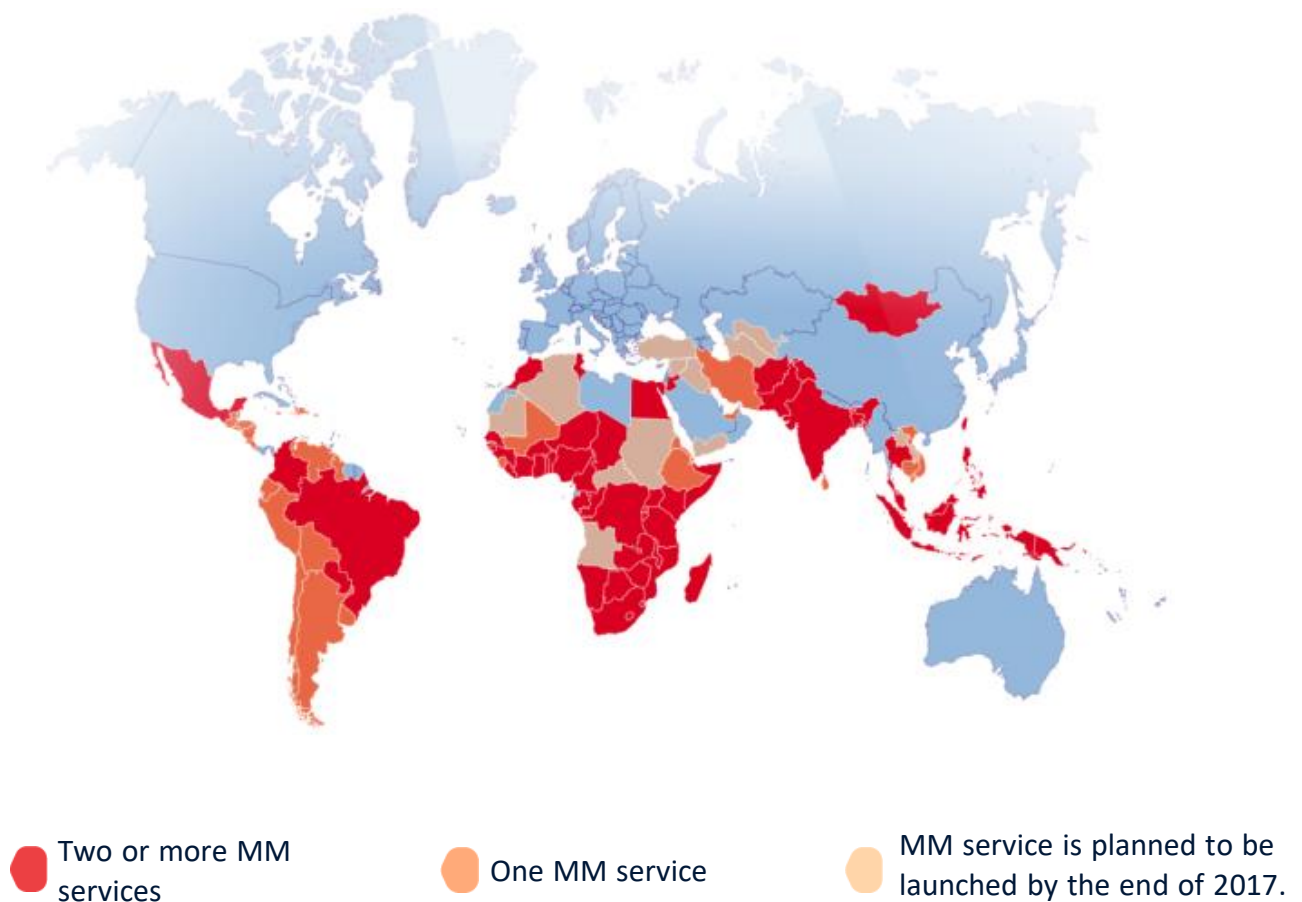 Two or more MM
services
One MM service
MM service is planned to be
launched by the end of 2017.